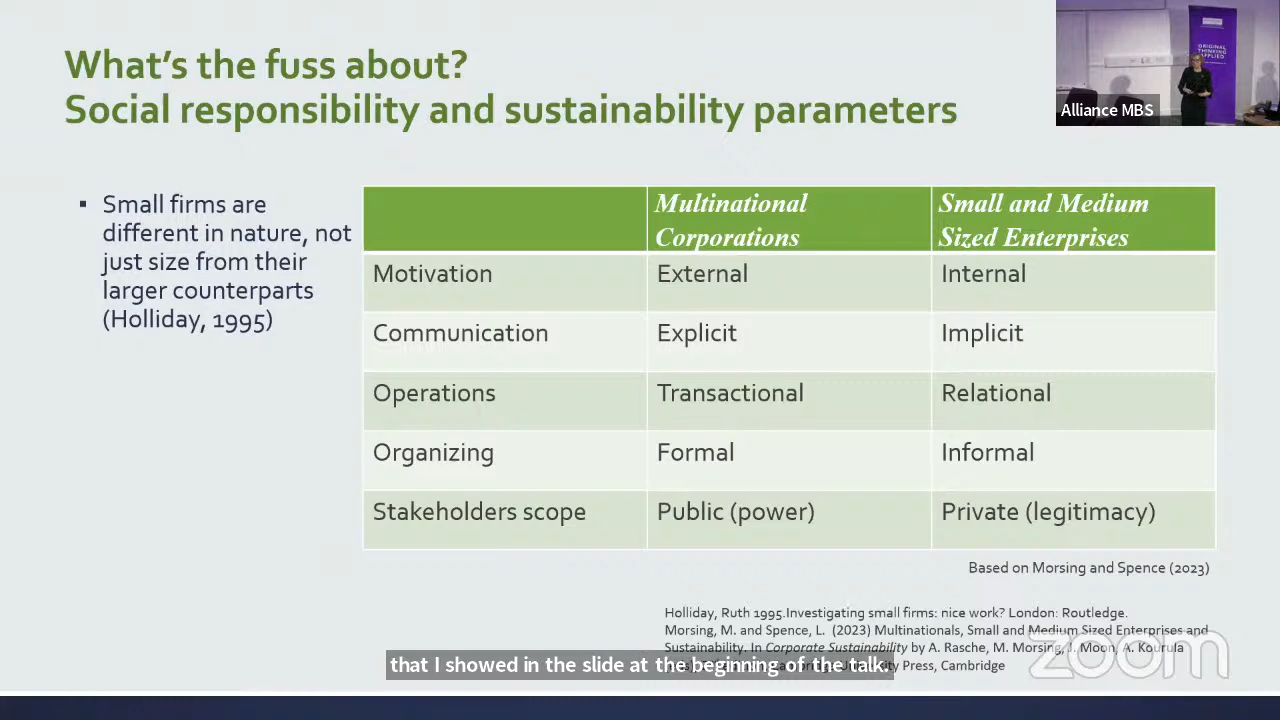 What's the fuss about?
Social responsibility and sustainability parameters
ORIGINAL
THINKING
APPLIED
Alliance MBS
▪ Small firms are
different in nature, not
just size from their
larger counterparts
(Holliday, 1995)
Multinational Corporations Small and Medium Sized Enterprises
Motivation External Internal
Communication Explicit Implicit
Operations Transactional Relational
Organizing Formal Informal
Stakeholders scope Public (power) Private (legitimacy)
Based on Morsing and Spence (2023)
Holliday, Ruth 1995.Investigating small firms: nice work? London: Routledge.
Morsing, M. and Spence, L. (2023) Multinationals, Small and Medium Sized Enterprises and
Sustainability. In Corporate Sustainability by A. Rasche, M. Morsing, J. Moon, A. Kourula
Press, Cambridge
that I showed in the slide at the beginning of the talk.
zoom